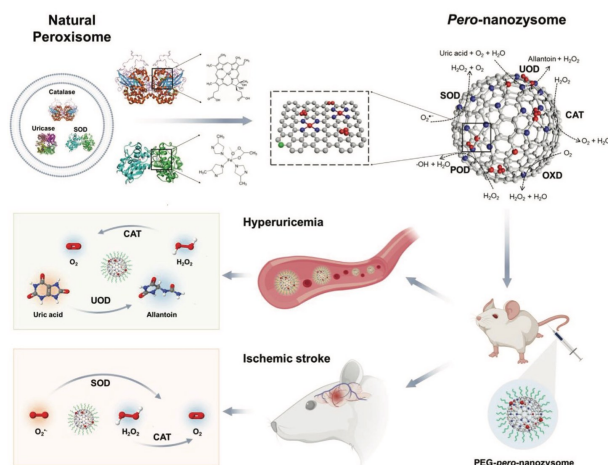 Natural
Peroxisome
Pero-nanozysome
Catalase
Uricase
SOD
Uric acid + O₂ + H₂O
UOD
Allantoin + H₂O₂
H₂O₂ + O₂
SOD
H₂O₂
CAT
O₂•⁻
O₂ + H₂O
O₂
·OH + H₂O
POD
OXD
H₂O₂
H₂O₂ + H₂O
Hyperuricemia
CAT
O₂
H₂O₂
UOD
Uric acid
Allantoin
Ischemic stroke
SOD
O₂•⁻
H₂O₂
O₂
CAT
PEG-pero-nanozysome